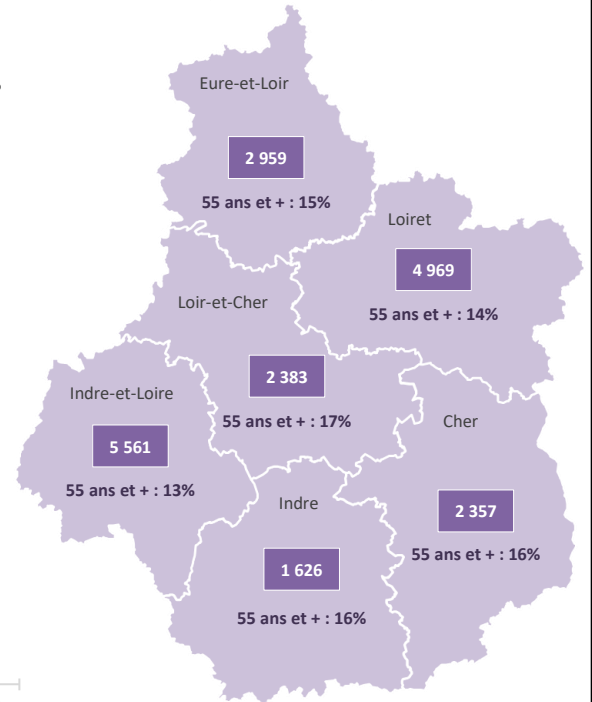 Eure-et-Loir
2 959
55 ans et + : 15%
Loiret
4 969
55 ans et + : 14%
Loir-et-Cher
2 383
55 ans et + : 17%
Indre-et-Loire
5 561
55 ans et + : 13%
Cher
2 357
55 ans et + : 16%
Indre
1 626
55 ans et + : 16%